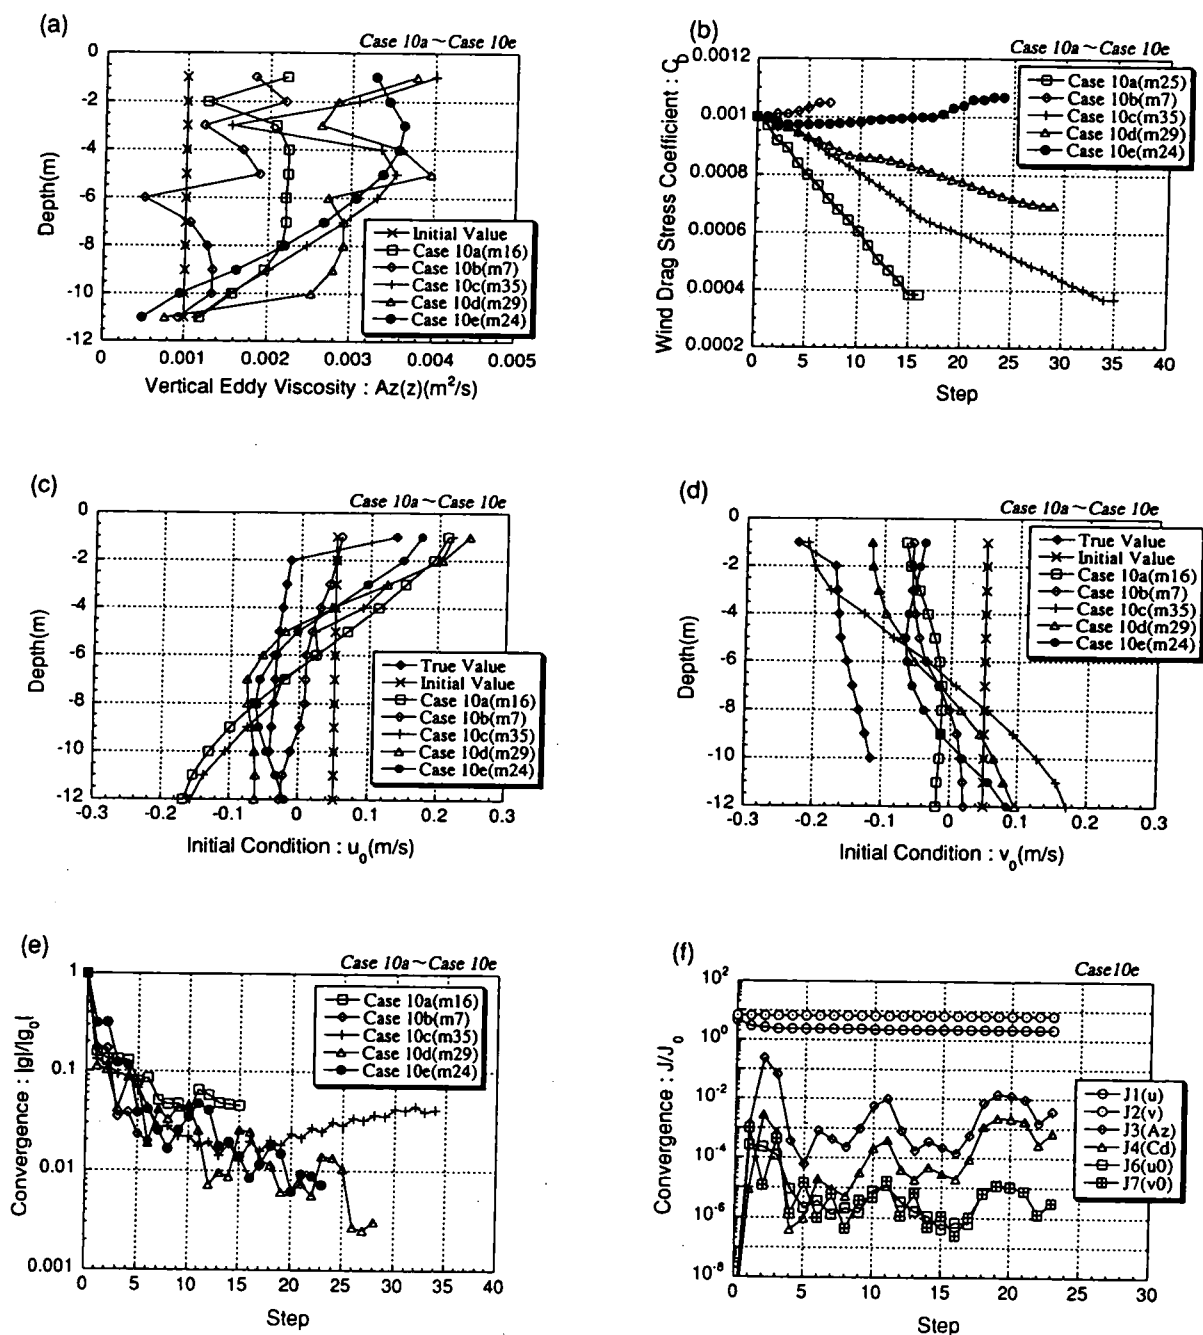 (a)
Case 10a~Case 10e
0
-2
-4
-6
-8
-10
-12
Depth(m)
Initial Value
Case 10a(m16)
Case 10b(m7)
Case 10c(m35)
Case 10d(m29)
Case 10e(m24)
0 0.001 0.002 0.003 0.004 0.005
Vertical Eddy Viscosity : Az(z)(m²/s)
(b)
Case 10a~Case 10e
0.0012
0.001
0.0008
0.0006
0.0004
0.0002
Wind Drag Stress Coefficient : C_D
Case 10a(m25)
Case 10b(m7)
Case 10c(m35)
Case 10d(m29)
Case 10e(m24)
0 5 10 15 20 25 30 35 40
Step
(c)
Case 10a~Case 10e
0
-2
-4
-6
-8
-10
-12
Depth(m)
True Value
Initial Value
Case 10a(m16)
Case 10b(m7)
Case 10c(m35)
Case 10d(m29)
Case 10e(m24)
-0.3 -0.2 -0.1 0 0.1 0.2 0.3
Initial Condition : u₀(m/s)
(d)
Case 10a~Case 10e
0
-2
-4
-6
-8
-10
-12
Depth(m)
True Value
Initial Value
Case 10a(m16)
Case 10b(m7)
Case 10c(m35)
Case 10d(m29)
Case 10e(m24)
-0.3 -0.2 -0.1 0 0.1 0.2 0.3
Initial Condition : v₀(m/s)
(e)
Case 10a~Case 10e
1
0.1
0.01
0.001
Convergence : |g|/|g₀|
Case 10a(m16)
Case 10b(m7)
Case 10c(m35)
Case 10d(m29)
Case 10e(m24)
0 5 10 15 20 25 30 35 40
Step
(f)
Case10e
10²
10⁰
10⁻²
10⁻⁴
10⁻⁶
10⁻⁸
Convergence : J/J₀
J1(u)
J2(v)
J3(Az)
J4(Cd)
J6(u0)
J7(v0)
0 5 10 15 20 25 30
Step